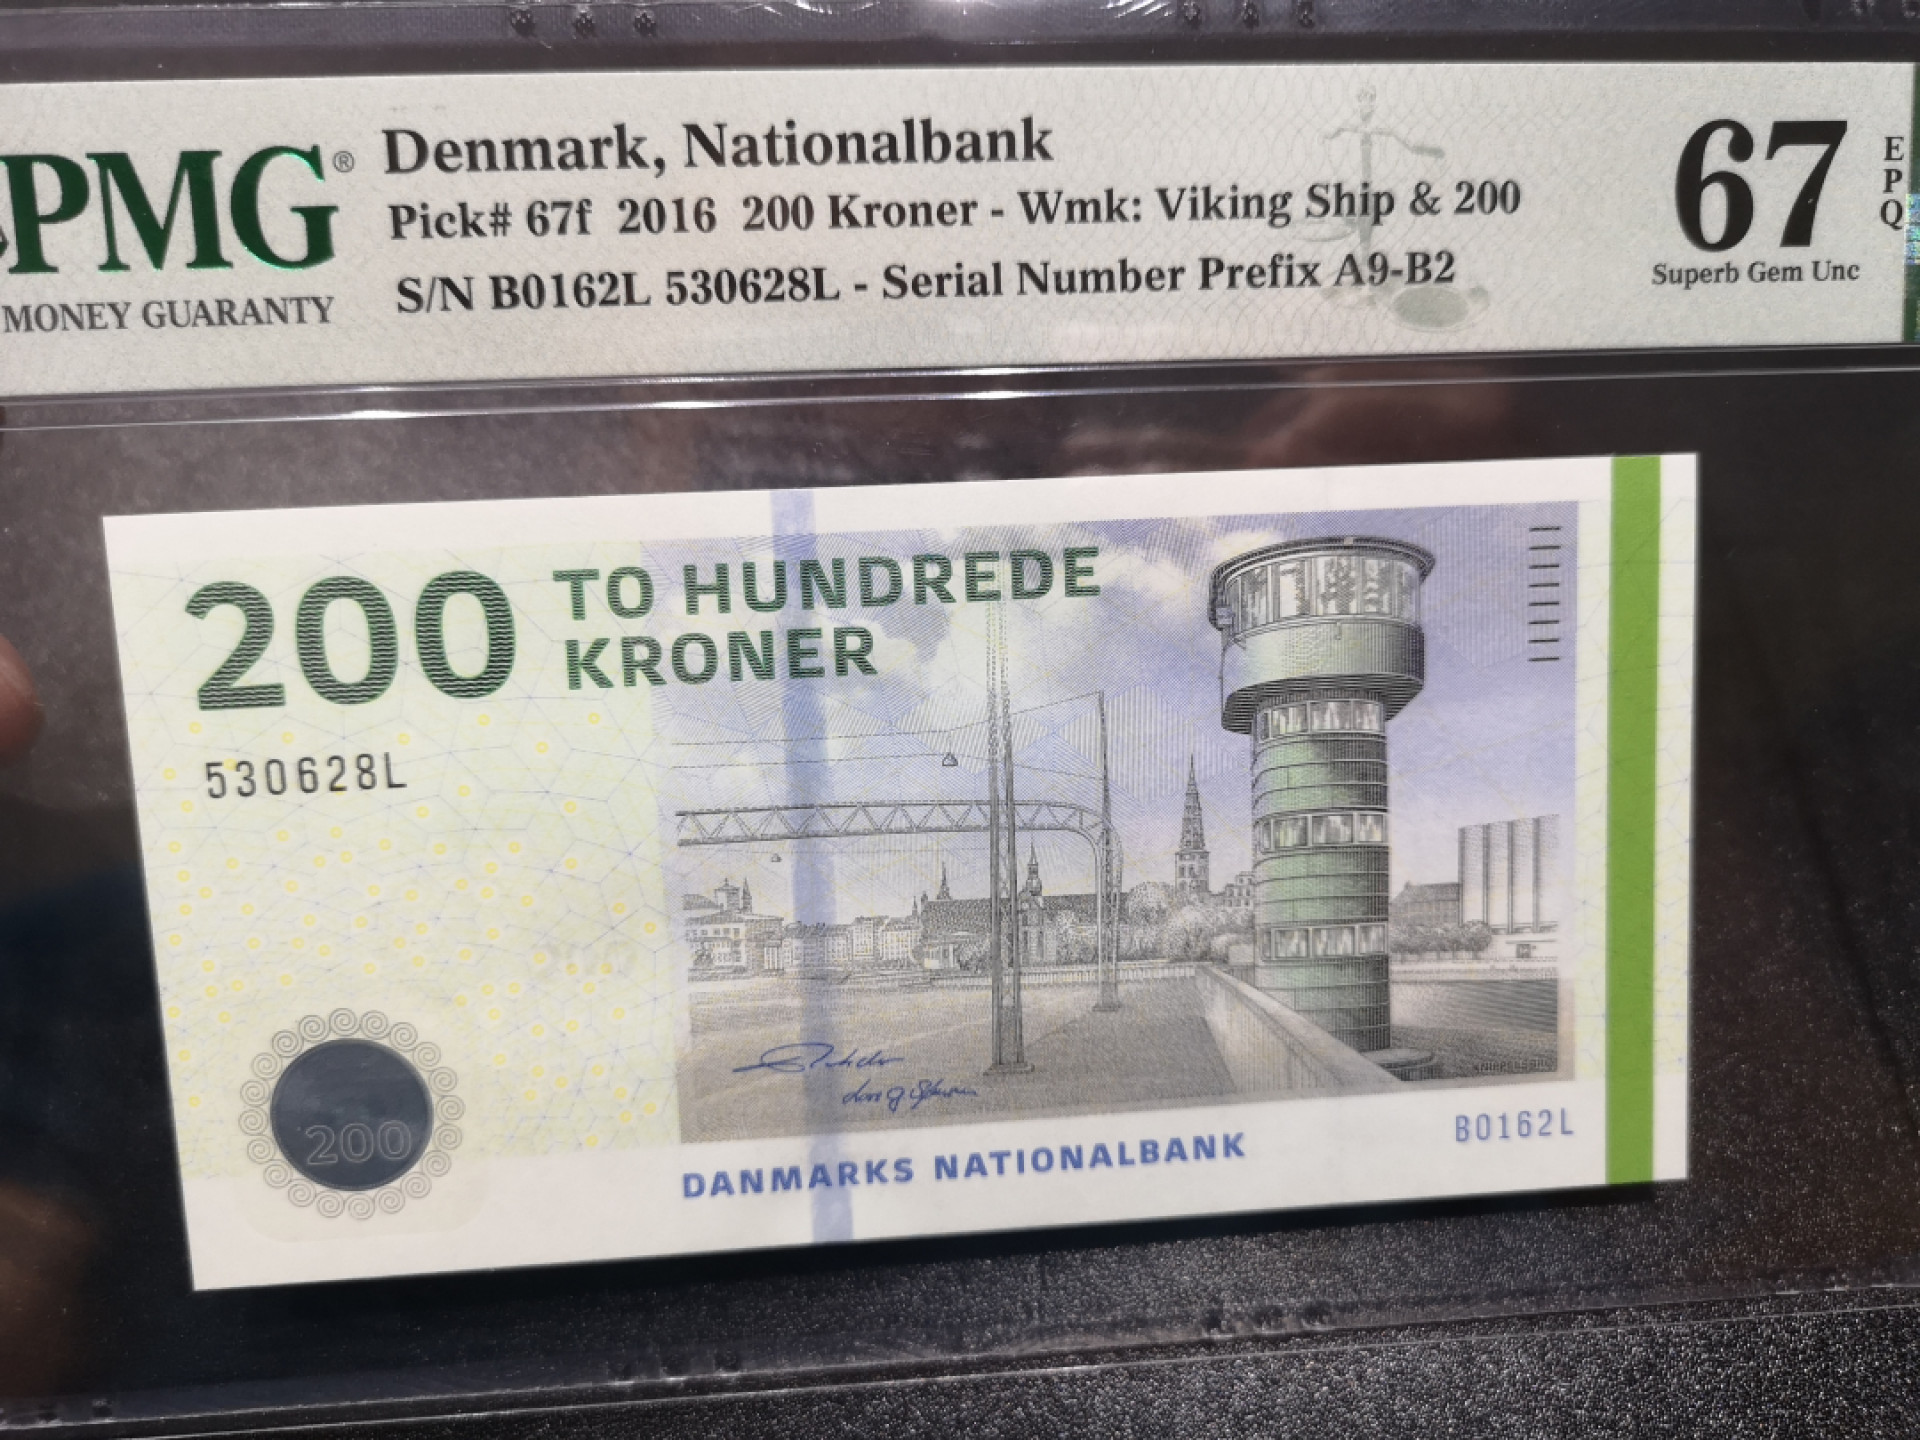 PMG®
MONEY GUARANTY
Denmark, Nationalbank
Pick# 67f 2016 200 Kroner - Wmk: Viking Ship & 200
S/N B0162L 530628L - Serial Number Prefix A9-B2
67
EPQ
Superb Gem Unc
200 TO HUNDREDE
KRONER
530628L
200
DANMARKS NATIONALBANK
B0162L